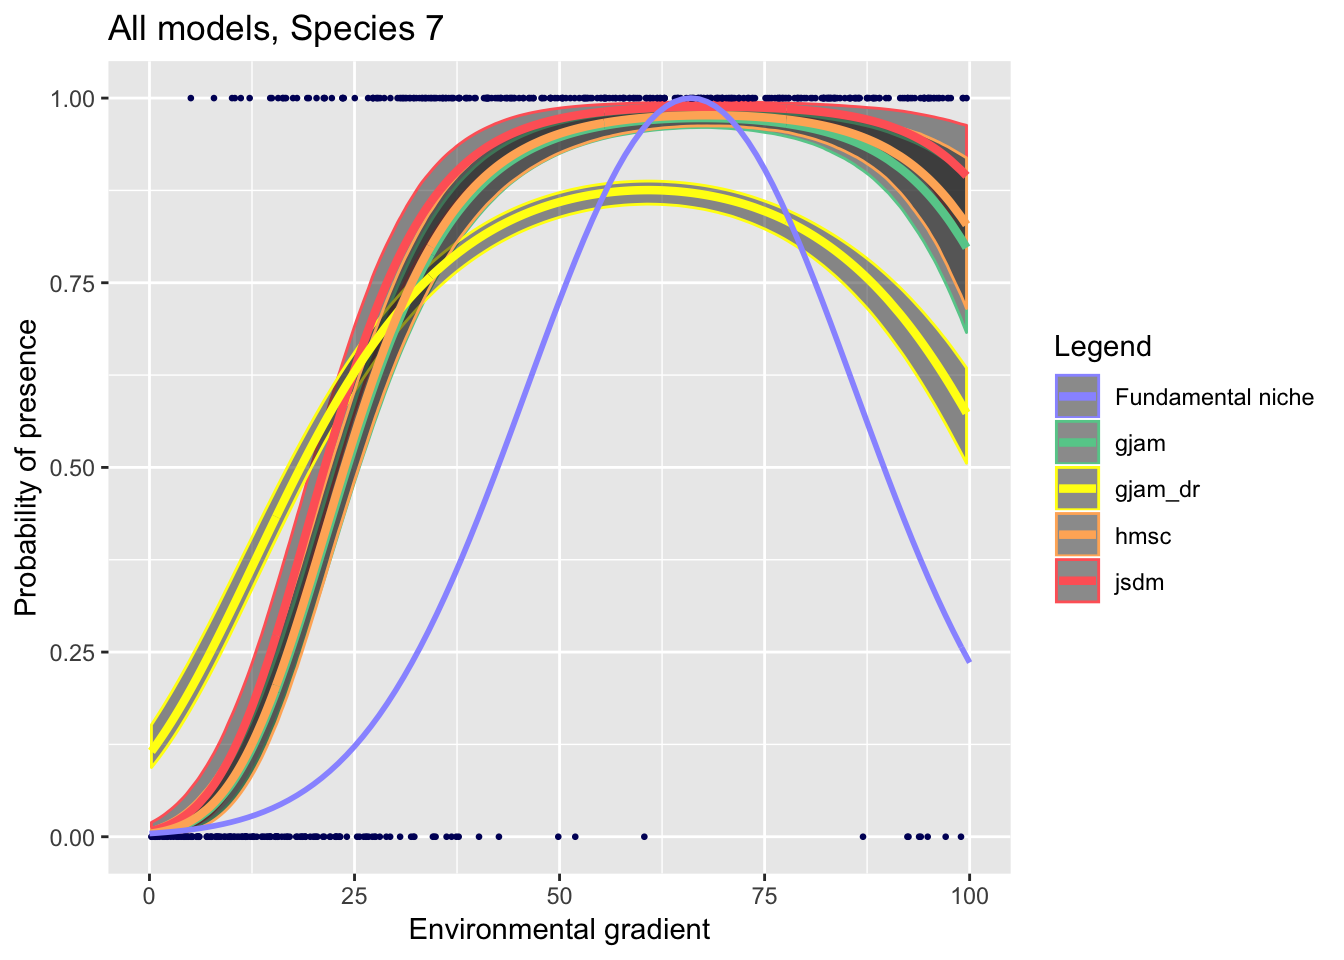 All models, Species 7
Probability of presence
1.00
0.75
0.50
0.25
0.00
0 25 50 75 100
Environmental gradient
Legend
Fundamental niche
gjam
gjam_dr
hmsc
jsdm